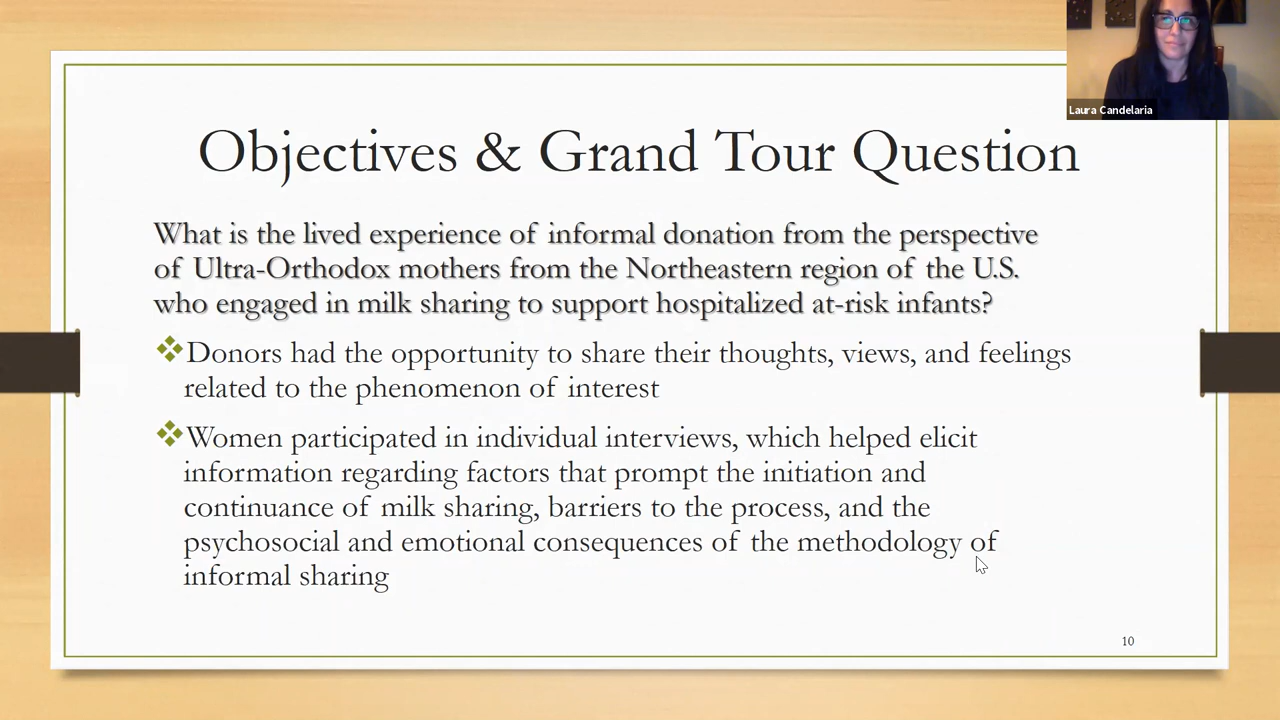 Laura Candelaria
Objectives & Grand Tour Question
What is the lived experience of informal donation from the perspective
of Ultra-Orthodox mothers from the Northeastern region of the U.S.
who engaged in milk sharing to support hospitalized at-risk infants?
Donors had the opportunity to share their thoughts, views, and feelings
related to the phenomenon of interest
Women participated in individual interviews, which helped elicit
information regarding factors that prompt the initiation and
continuance of milk sharing, barriers to the process, and the
psychosocial and emotional consequences of the methodology of
informal sharing
10